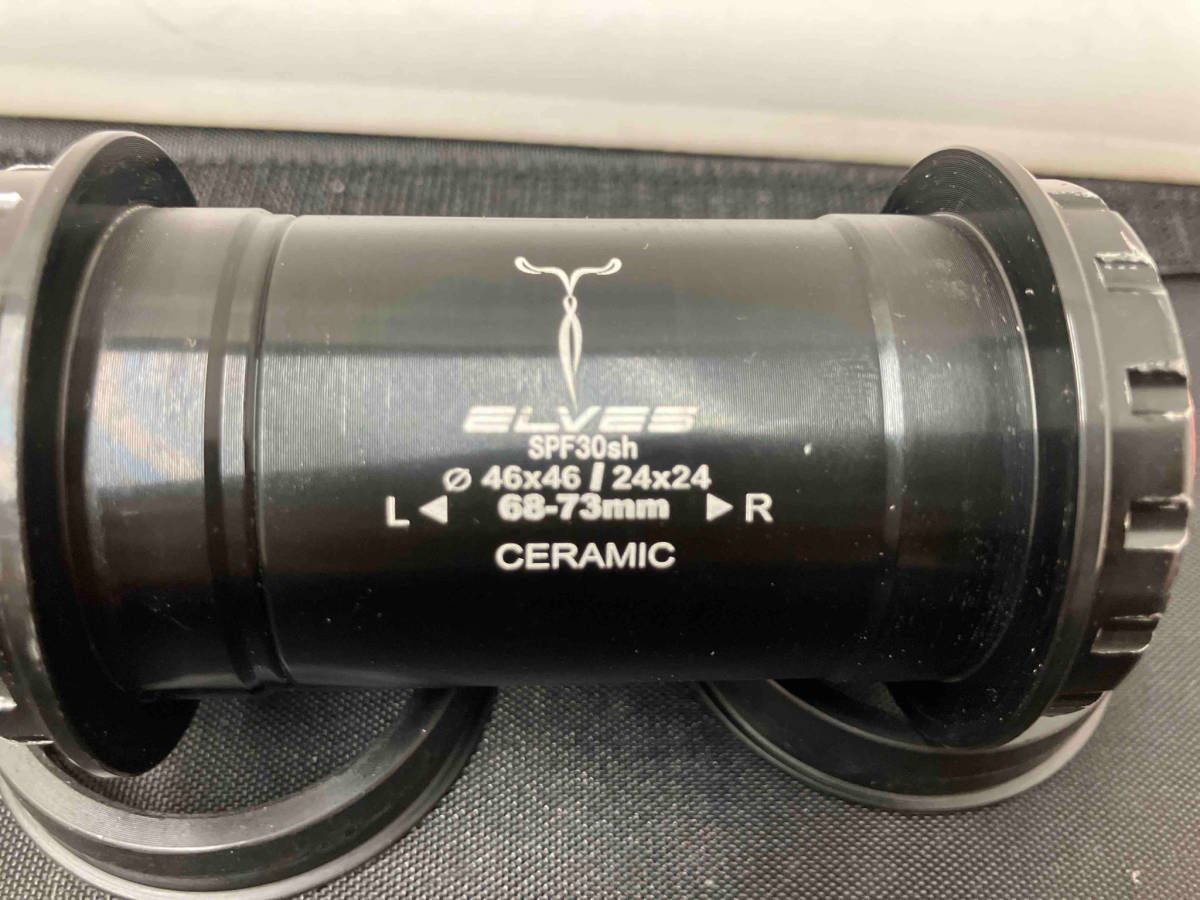 ELVES
SPF30sh
Ø 46x46 / 24x24
L ◀ 68-73mm ▶ R
CERAMIC